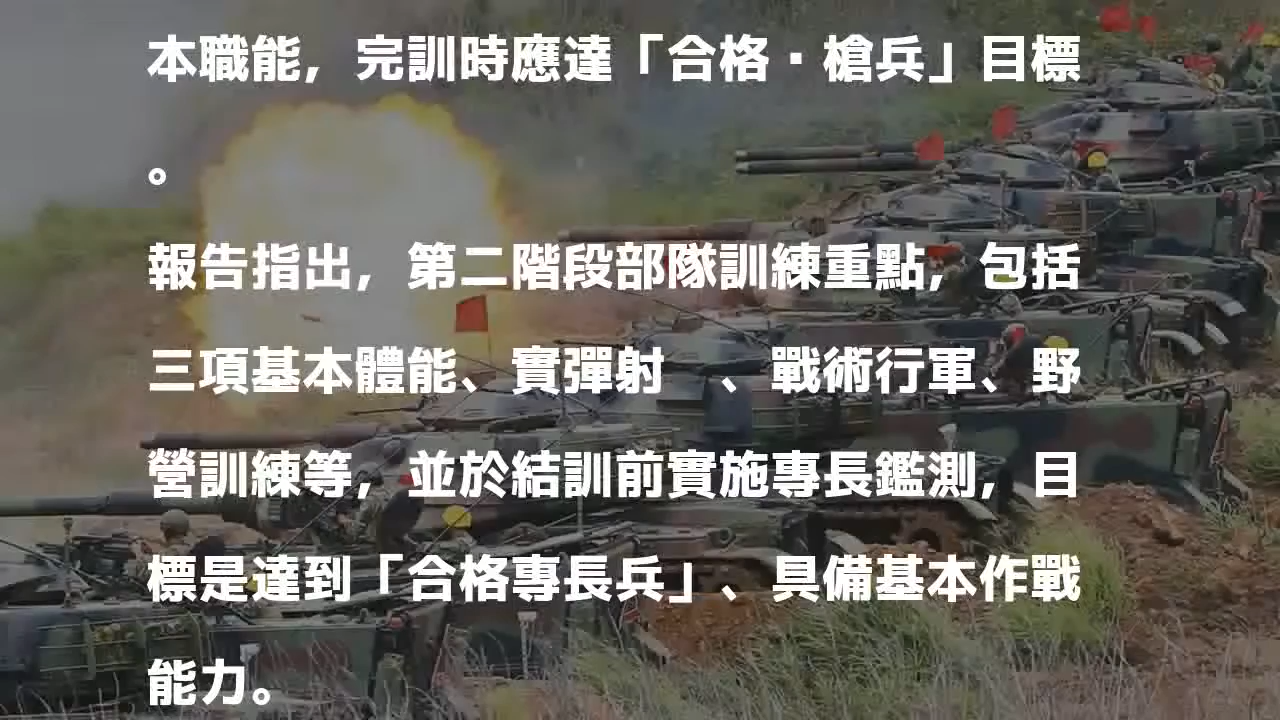 本職能，完訓時應達「合格·槍兵」目標
。
報告指出，第二階段部隊訓練重點，包括
三項基本體能、實彈射　、戰術行軍、野
營訓練等，並於結訓前實施專長鑑測，目
標是達到「合格專長兵」、具備基本作戰
能力。